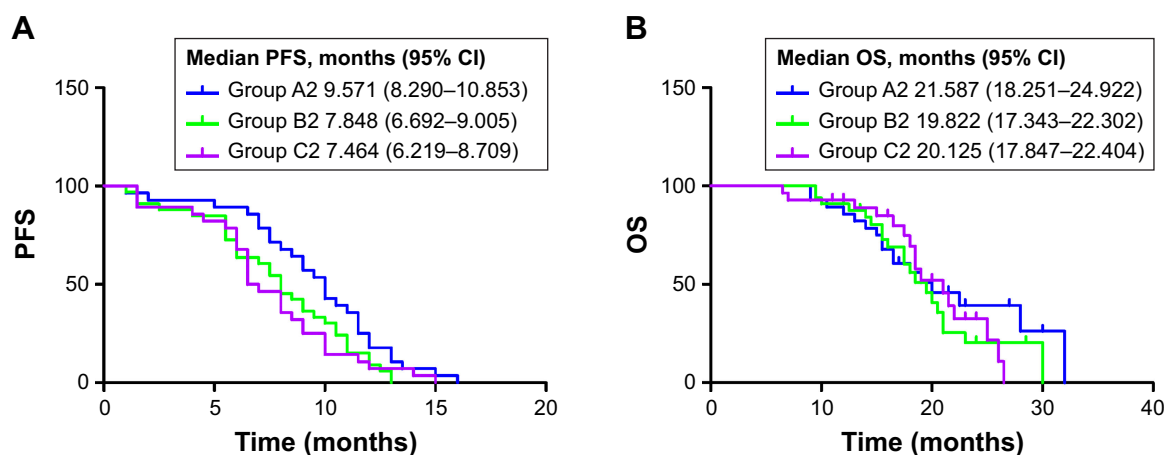 A
Median PFS, months (95% CI)
Group A2 9.571 (8.290–10.853)
Group B2 7.848 (6.692–9.005)
Group C2 7.464 (6.219–8.709)
150
100
50
0
PFS
0 5 10 15 20
Time (months)
B
Median OS, months (95% CI)
Group A2 21.587 (18.251–24.922)
Group B2 19.822 (17.343–22.302)
Group C2 20.125 (17.847–22.404)
150
100
50
0
OS
0 10 20 30 40
Time (months)